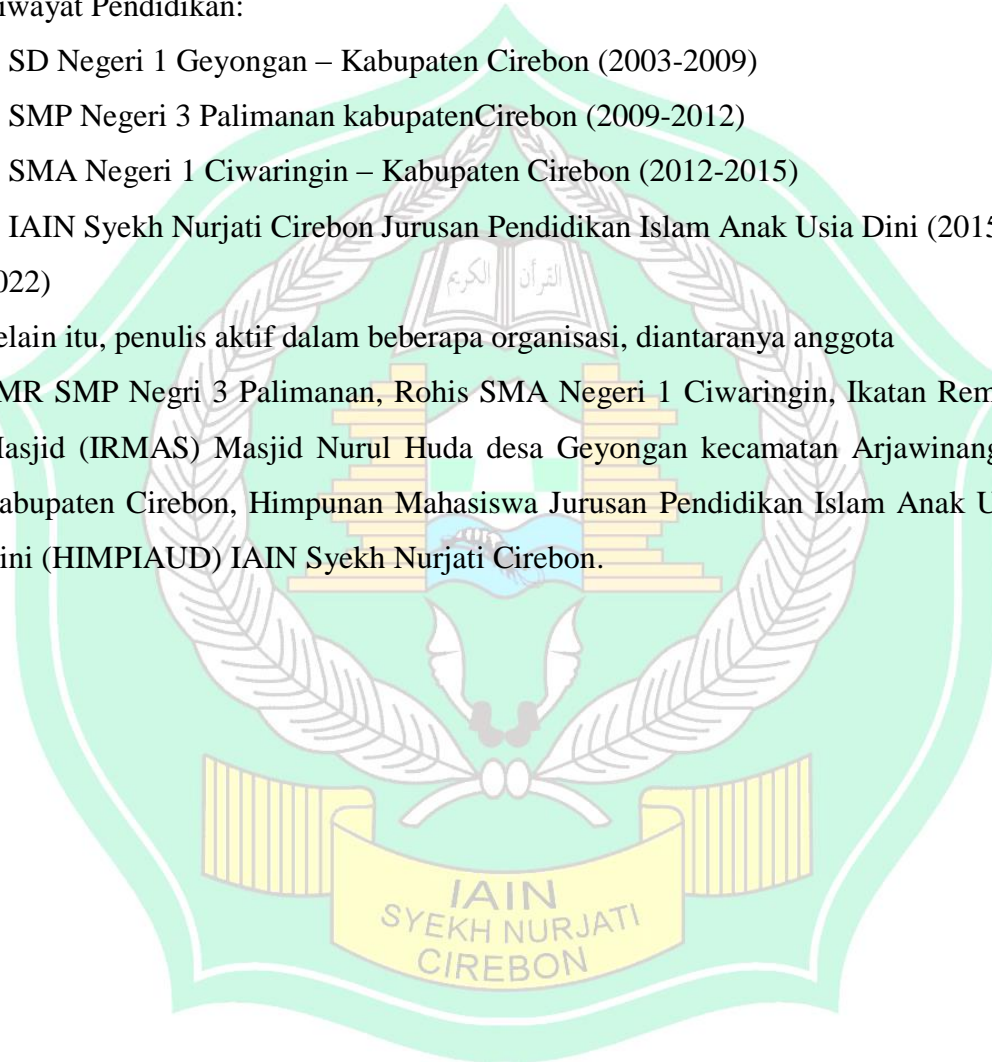 iwayat Pendidikan:
SD Negeri 1 Geyongan – Kabupaten Cirebon (2003-2009)
SMP Negeri 3 Palimanan kabupatenCirebon (2009-2012)
SMA Negeri 1 Ciwaringin – Kabupaten Cirebon (2012-2015)
IAIN Syekh Nurjati Cirebon Jurusan Pendidikan Islam Anak Usia Dini (2015
022)
elain itu, penulis aktif dalam beberapa organisasi, diantaranya anggota
MR SMP Negri 3 Palimanan, Rohis SMA Negeri 1 Ciwaringin, Ikatan Rem
asjid (IRMAS) Masjid Nurul Huda desa Geyongan kecamatan Arjawinang
abupaten Cirebon, Himpunan Mahasiswa Jurusan Pendidikan Islam Anak U
ini (HIMPIAUD) IAIN Syekh Nurjati Cirebon.
القرآن الكريم
IAIN
SYEKH NURJATI
CIREBON